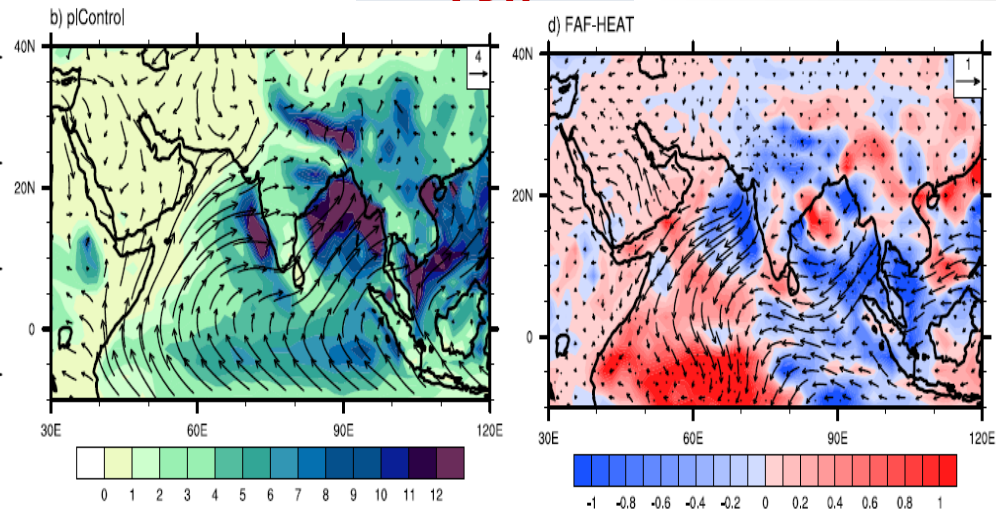 b) p|Control|
d) FAF-HEAT
40N
20N
0
4
30E 60E 90E 120E
0 1 2 3 4 5 6 7 8 9 10 11 12
40N
20N
0
1
30E 60E 90E 120E
-1 -0.8 -0.6 -0.4 -0.2 0 0.2 0.4 0.6 0.8 1